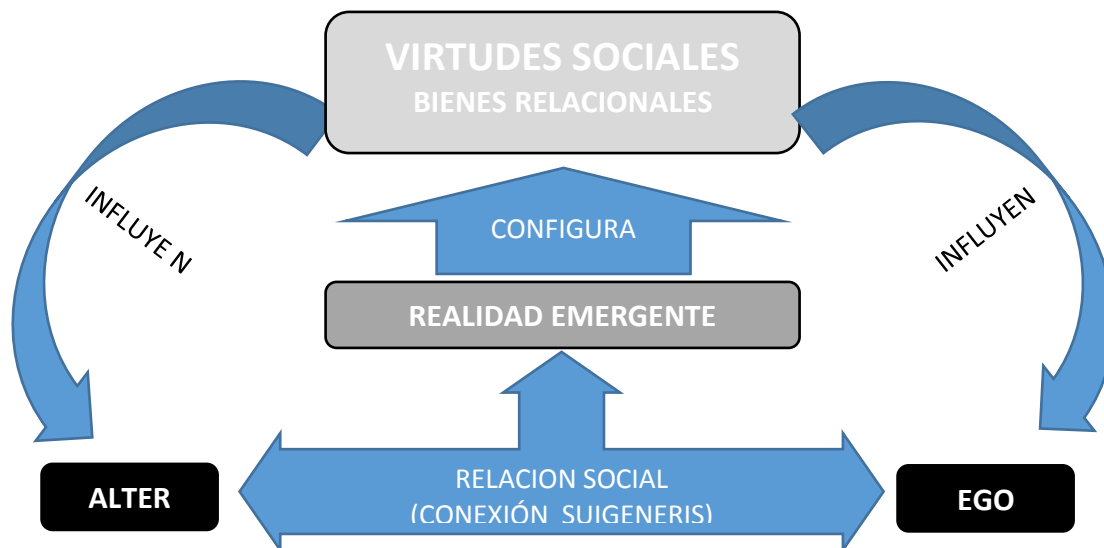 VIRTUDES SOCIALES
BIENES RELACIONALES
INFLUYE N
INFLUYEN
CONFIGURA
REALIDAD EMERGENTE
ALTER
RELACION SOCIAL
(CONEXIÓN SUIGENERIS)
EGO